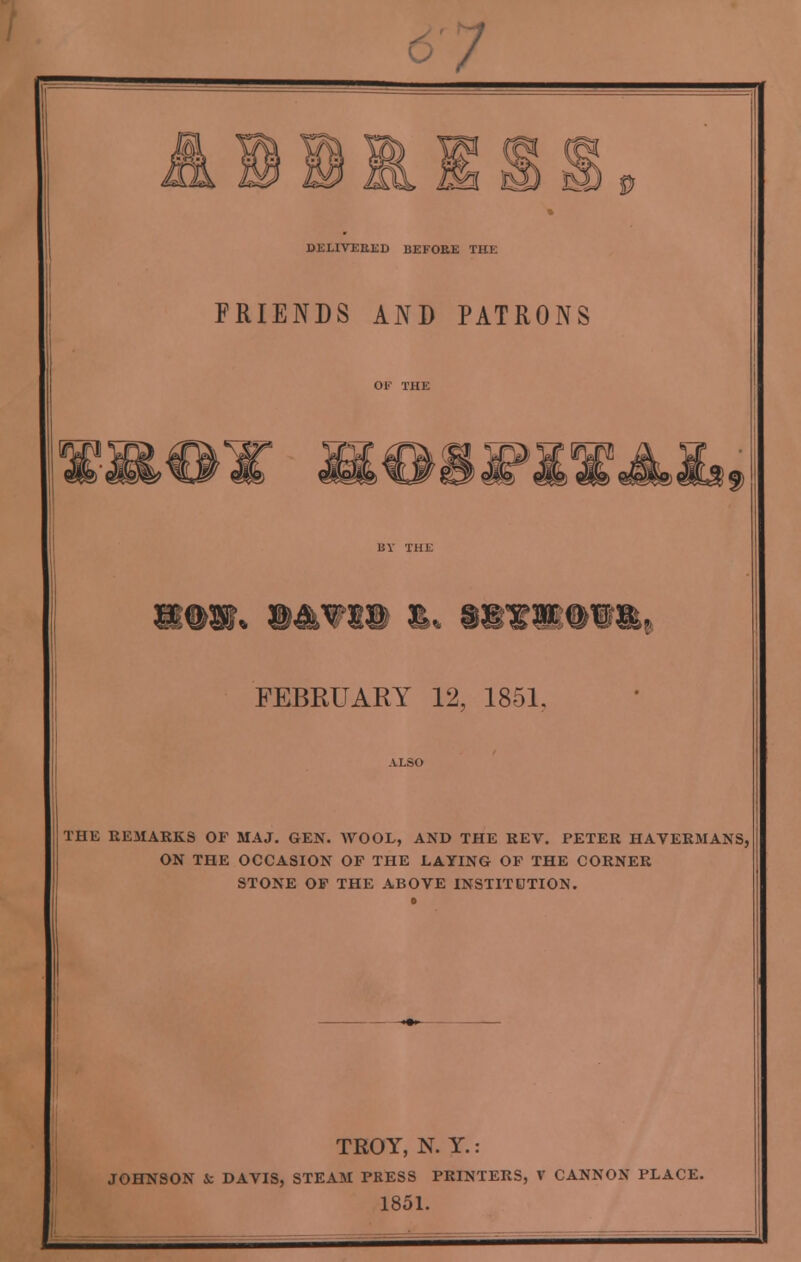 67
ADDRESS,
DELIVERED BEFORE THE
FRIENDS AND PATRONS
OF THE
TROY HOSPITAL,
BY THE
HON. DAVID L. SEYMOUR,
FEBRUARY 12, 1851.
ALSO
THE REMARKS OF MAJ. GEN. WOOL, AND THE REV. PETER HAVERMANS,
ON THE OCCASION OF THE LAYING OF THE CORNER
STONE OF THE ABOVE INSTITUTION.
TROY, N. Y.:
JOHNSON & DAVIS, STEAM PRESS PRINTERS, V CANNON PLACE.
1851.